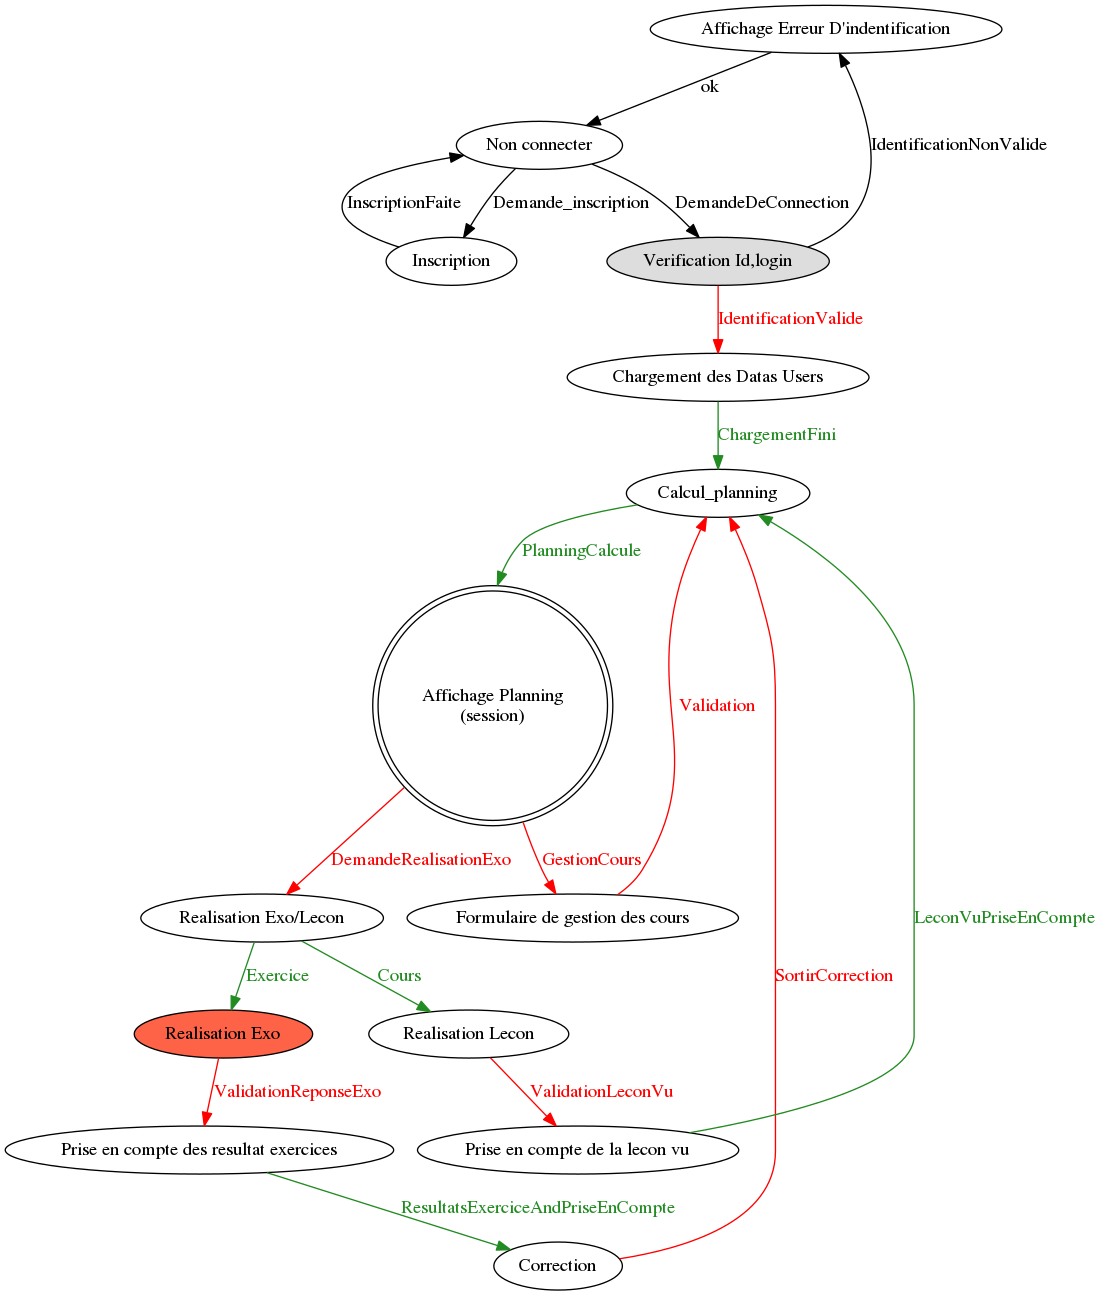 Affichage Erreur D'indentification
ok
Non connecter
IdentificationNonValide
InscriptionFaite
Demande_inscription
DemandeDeConnection
Inscription
Verification Id,login
IdentificationValide
Chargement des Datas Users
ChargementFini
Calcul_planning
PlanningCalcule
Affichage Planning
(session)
Validation
DemandeRealisationExo
GestionCours
Realisation Exo/Lecon
Formulaire de gestion des cours
LeconVuPriseEnCompte
Exercice
Cours
SortirCorrection
Realisation Exo
Realisation Lecon
ValidationReponseExo
ValidationLeconVu
Prise en compte des resultat exercices
Prise en compte de la lecon vu
ResultatsExerciceAndPriseEnCompte
Correction